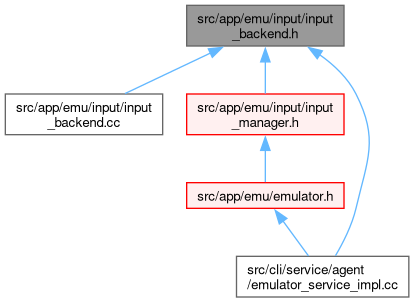 src/app/emu/input/input
_backend.h
src/app/emu/input/input
_backend.cc
src/app/emu/input/input
_manager.h
src/app/emu/emulator.h
src/cli/service/agent
/emulator_service_impl.cc